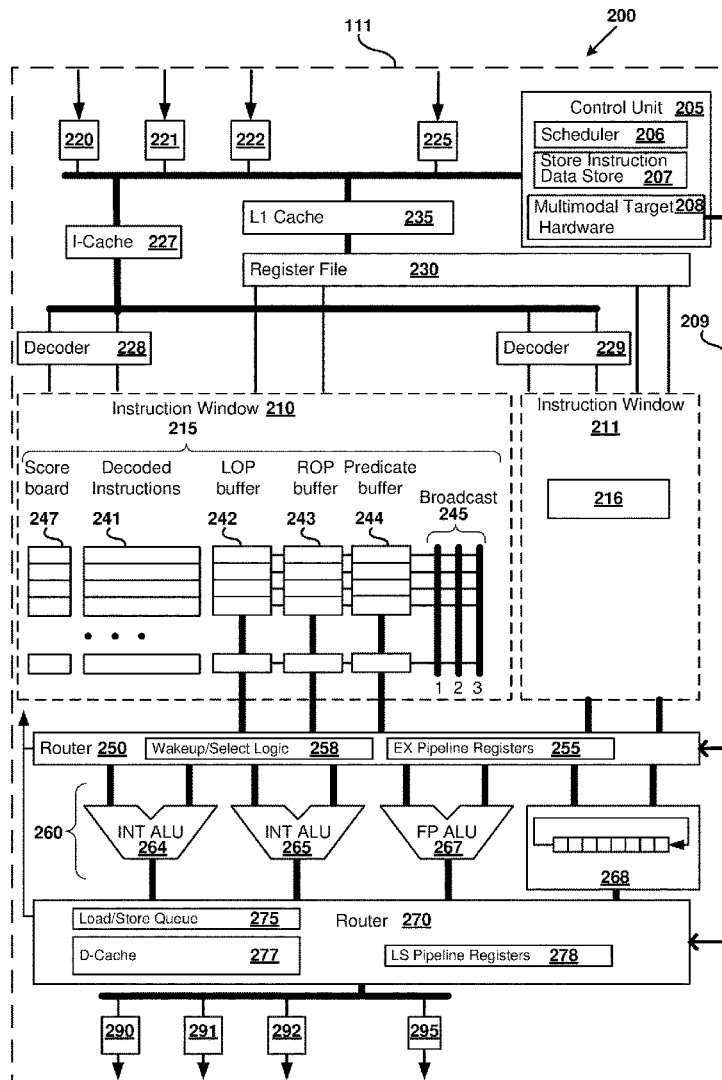 200
111
Control Unit 205
220 221 222 225
Scheduler 206
Store Instruction
Data Store 207
Multimodal Target 208
Hardware
L1 Cache 235
I-Cache 227
Register File 230
209
Decoder 228
Decoder 229
Instruction Window 210
Instruction Window
211
215
Score
board
Decoded
Instructions
LOP
buffer
ROP
buffer
Predicate
buffer
Broadcast
245
247 241 242 243 244
216
1 2 3
Router 250
Wakeup/Select Logic 258
EX Pipeline Registers 255
260
INT ALU
264
INT ALU
265
FP ALU
267
268
Load/Store Queue 275
Router 270
D-Cache 277
LS Pipeline Registers 278
290 291 292 295